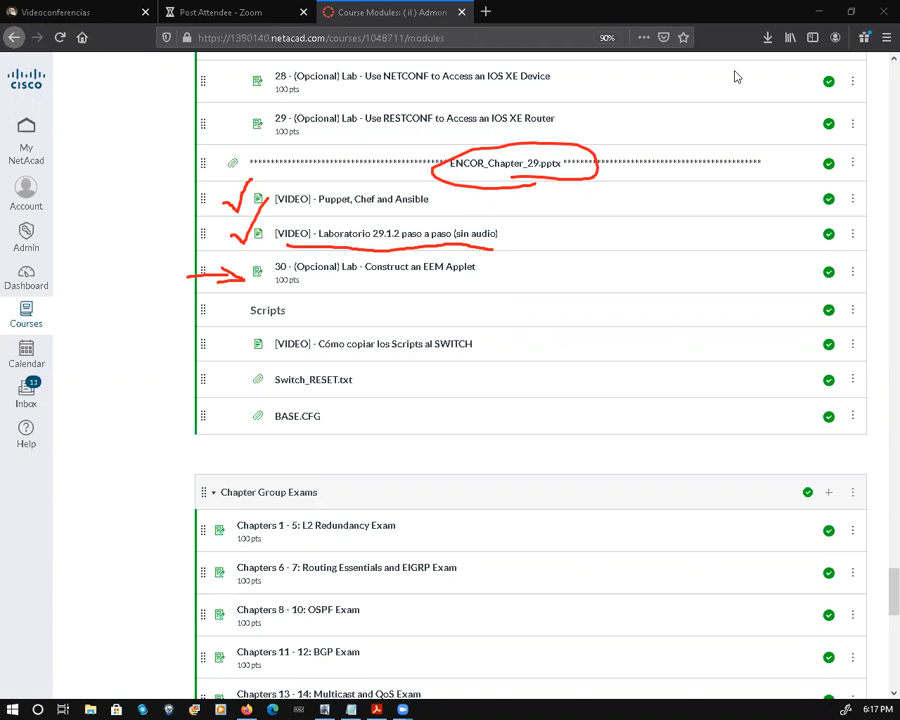 Videoconferencias
Post Attendee - Zoom
Course Modules: ( il ) Admon
https://1390140.netacad.com/courses/1048711/modules
90%
CISCO
My
NetAcad
Account
Admin
Dashboard
Courses
Calendar
11
Inbox
Help
28 - (Opcional) Lab - Use NETCONF to Access an IOS XE Device
100 pts
29 - (Opcional) Lab - Use RESTCONF to Access an IOS XE Router
100 pts
*********************************************** ENCOR_Chapter_29.pptx ***********************************************
[VIDEO] - Puppet, Chef and Ansible
[VIDEO] - Laboratorio 29.1.2 paso a paso (sin audio)
30 - (Opcional) Lab - Construct an EEM Applet
100 pts
Scripts
[VIDEO] - Cómo copiar los Scripts al SWITCH
Switch_RESET.txt
BASE.CFG
Chapter Group Exams
Chapters 1 - 5: L2 Redundancy Exam
100 pts
Chapters 6 - 7: Routing Essentials and EIGRP Exam
100 pts
Chapters 8 - 10: OSPF Exam
100 pts
Chapters 11 - 12: BGP Exam
100 pts
Chapters 13 - 14: Multicast and QoS Exam
6:17 PM